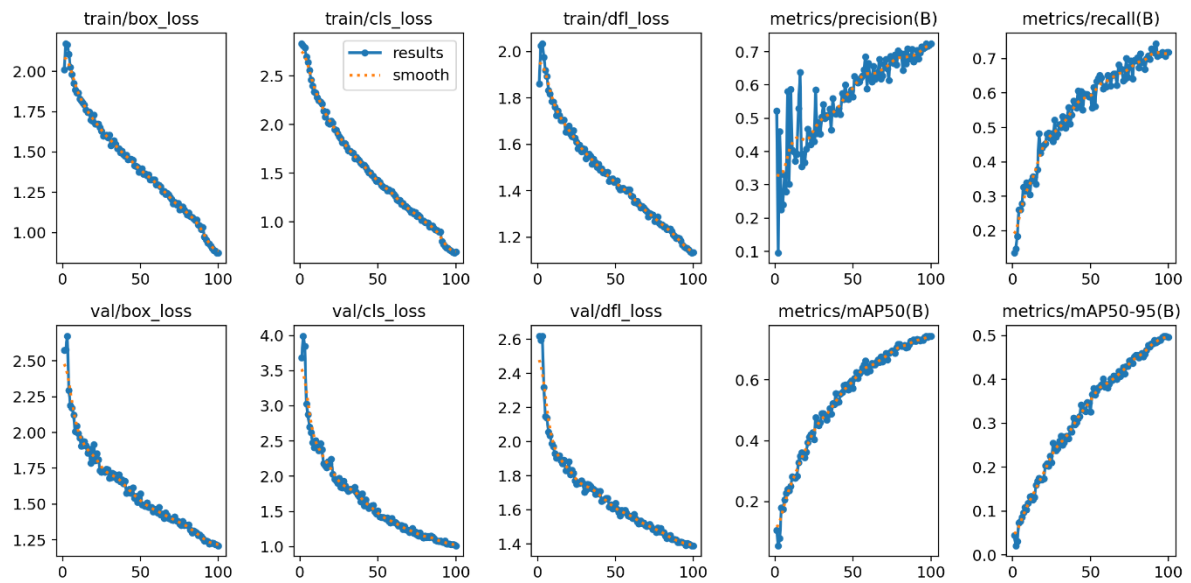 train/box_loss
train/cls_loss
train/dfl_loss
metrics/precision(B)
metrics/recall(B)
2.00
1.75
1.50
1.25
1.00
0 50 100
results
smooth
2.5
2.0
1.5
1.0
0 50 100
2.0
1.8
1.6
1.4
1.2
0 50 100
0.7
0.6
0.5
0.4
0.3
0.2
0.1
0 50 100
0.7
0.6
0.5
0.4
0.3
0.2
0 50 100
val/box_loss
val/cls_loss
val/dfl_loss
metrics/mAP50(B)
metrics/mAP50-95(B)
2.50
2.25
2.00
1.75
1.50
1.25
0 50 100
4.0
3.5
3.0
2.5
2.0
1.5
1.0
0 50 100
2.6
2.4
2.2
2.0
1.8
1.6
1.4
0 50 100
0.6
0.4
0.2
0 50 100
0.5
0.4
0.3
0.2
0.1
0.0
0 50 100